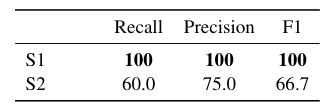 Recall Precision F1
S1 100 100 100
S2 60.0 75.0 66.7